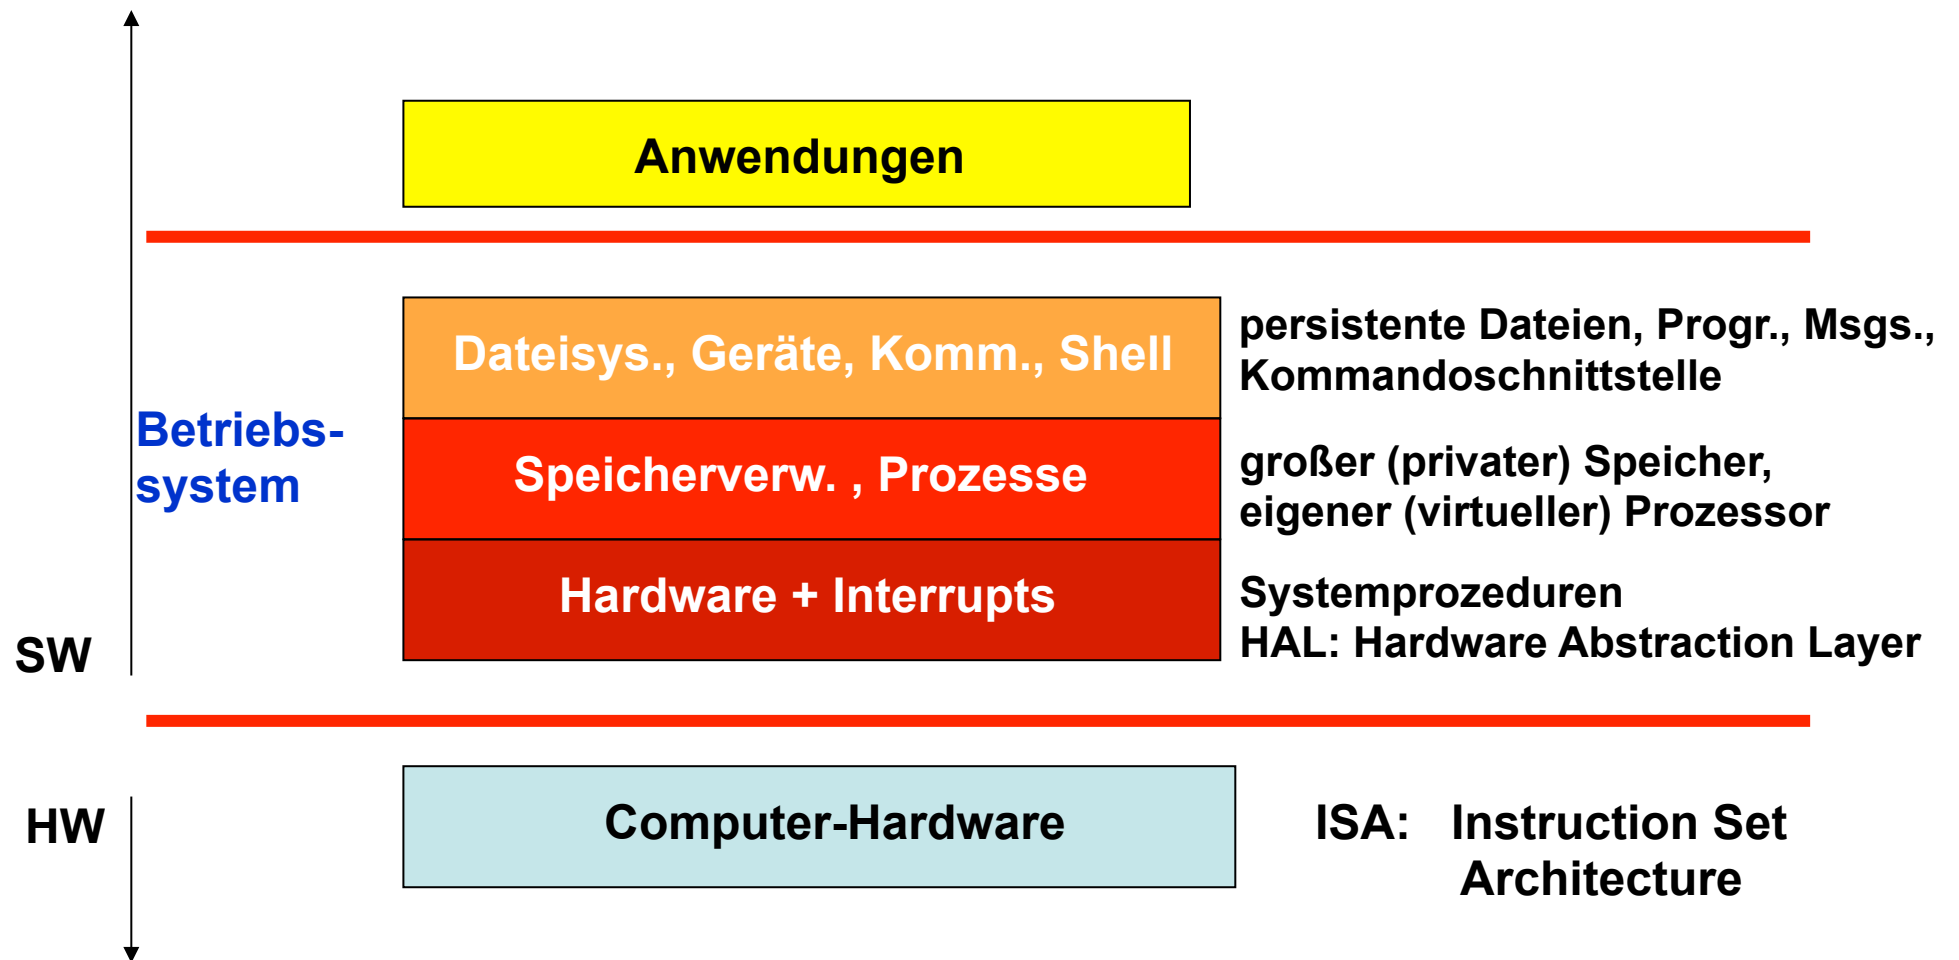 Anwendungen
Dateisys., Geräte, Komm., Shell
persistente Dateien, Progr., Msgs.,
Kommandoschnittstelle
Betriebs-
system
Speicherverw. , Prozesse
großer (privater) Speicher,
eigener (virtueller) Prozessor
Hardware + Interrupts
Systemprozeduren
HAL: Hardware Abstraction Layer
SW
HW
Computer-Hardware
ISA: Instruction Set
Architecture